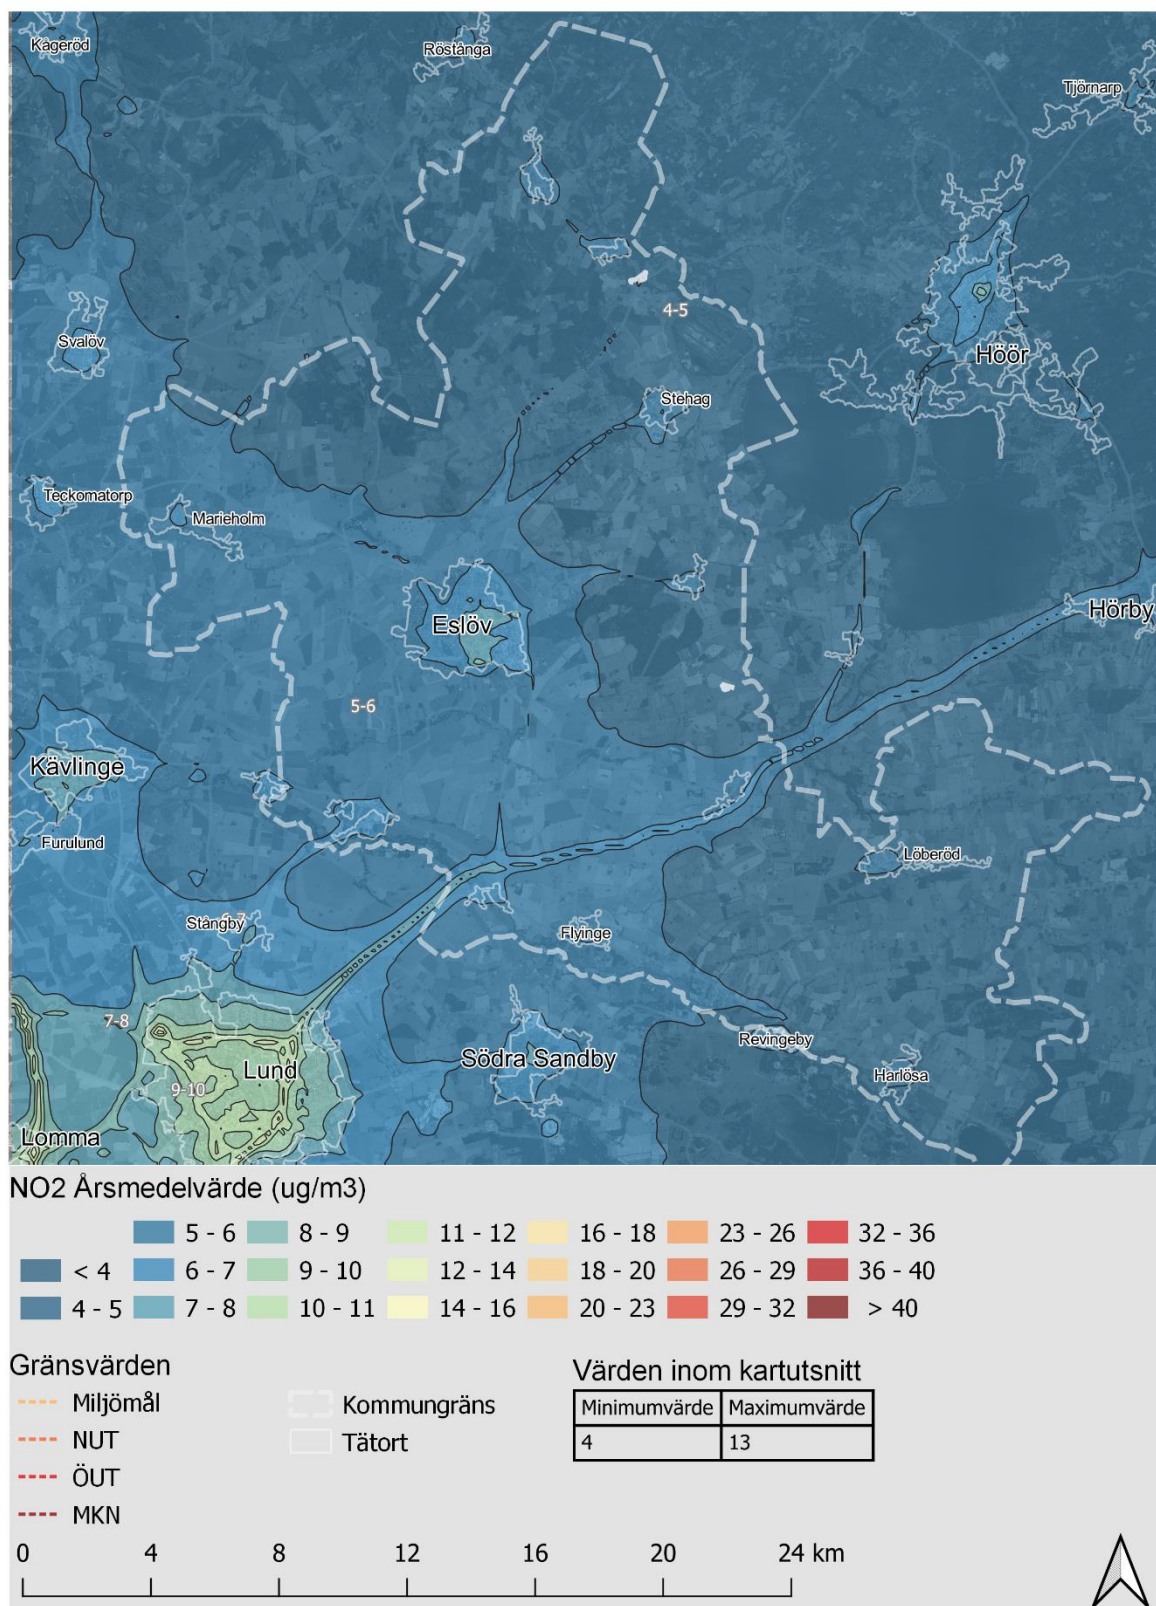 Kågeröd
Röstånga
Tjörnarp
4-5
Svalöv
Höör
Stehag
Teckomatorp
Marieholm
Hörby
Eslöv
5-6
Kävlinge
Furulund
Löberöd
Stångby
Flyinge
7-8
Revingeby
Södra Sandby
Lund
Harlösa
9-10
Lomma
NO2 Årsmedelvärde (ug/m3)
5 - 6 8 - 9 11 - 12 16 - 18 23 - 26 32 - 36
< 4 6 - 7 9 - 10 12 - 14 18 - 20 26 - 29 36 - 40
4 - 5 7 - 8 10 - 11 14 - 16 20 - 23 29 - 32 > 40
Gränsvärden
Miljömål
NUT
ÖUT
MKN
Kommungräns
Tätort
Värden inom kartutsnitt
Minimumvärde Maximumvärde
4 13
0 4 8 12 16 20 24 km